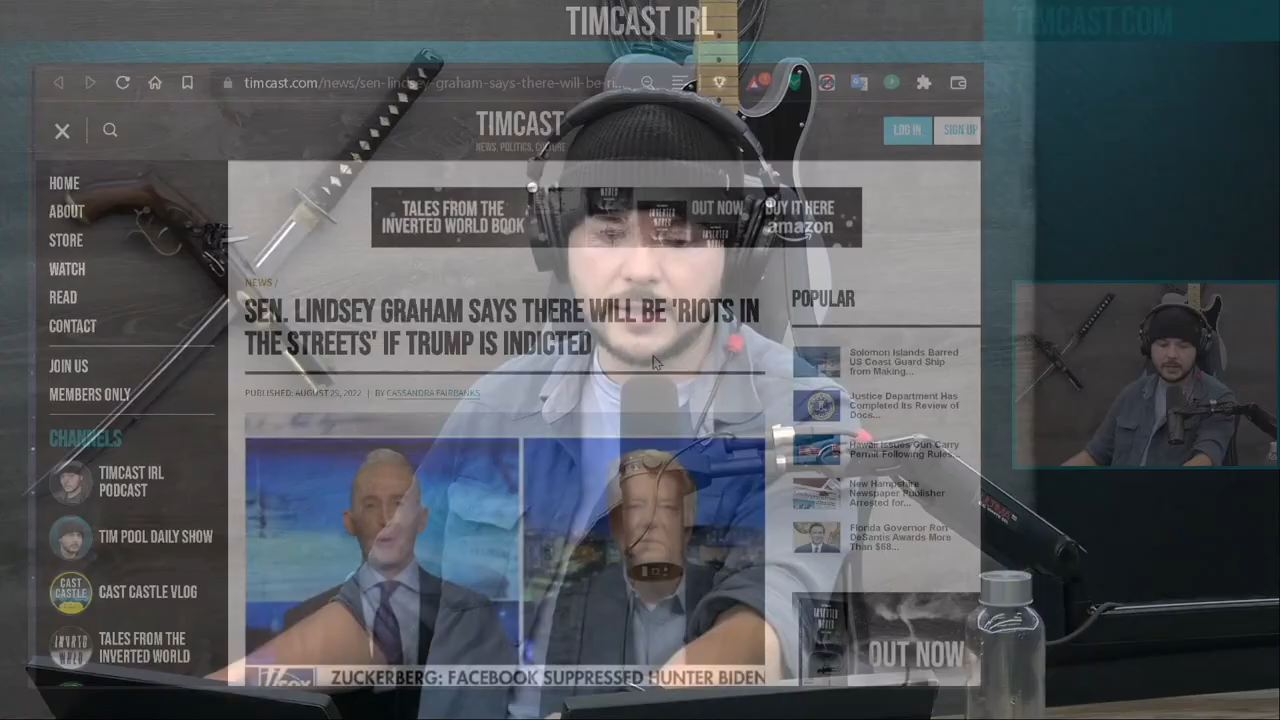 TIMCAST IRL
TIMCAST.COM
timcast.com/news/sen-lindsey-graham-says-there-will-be-ri...
TIMCAST
NEWS, POLITICS, CULTURE
LOG IN
SIGN UP
HOME
ABOUT
STORE
WATCH
READ
CONTACT
JOIN US
MEMBERS ONLY
CHANNELS
TIMCAST IRL
PODCAST
TIM POOL DAILY SHOW
CAST CASTLE VLOG
TALES FROM THE
INVERTED WORLD
CAST
CASTLE
TALES FROM THE
INVERTED WORLD BOOK
OUT NOW
BUY IT HERE
amazon
NEWS /
SEN. LINDSEY GRAHAM SAYS THERE WILL BE 'RIOTS IN
THE STREETS' IF TRUMP IS INDICTED
PUBLISHED: AUGUST 29, 2022 | BY CASSANDRA FAIRBANKS
FOX
ZUCKERBERG: FACEBOOK SUPPRESSED HUNTER BIDEN
POPULAR
Solomon Islands Barred
US Coast Guard Ship
from Making...
Justice Department Has
Completed Its Review of
Docs...
Hawaii Issues Gun Carry
Permit Following Rules...
New Hampshire
Newspaper Publisher
Arrested for...
Florida Governor Ron
DeSantis Awards More
Than $68...
OUT NOW